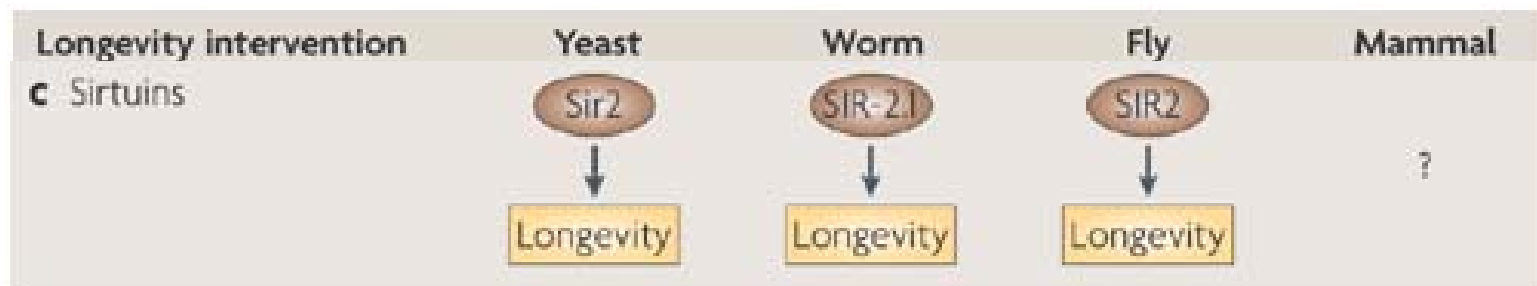 Longevity intervention Yeast Worm Fly Mammal
c Sirtuins Sir2 SIR-2.1 SIR2
?
Longevity Longevity Longevity